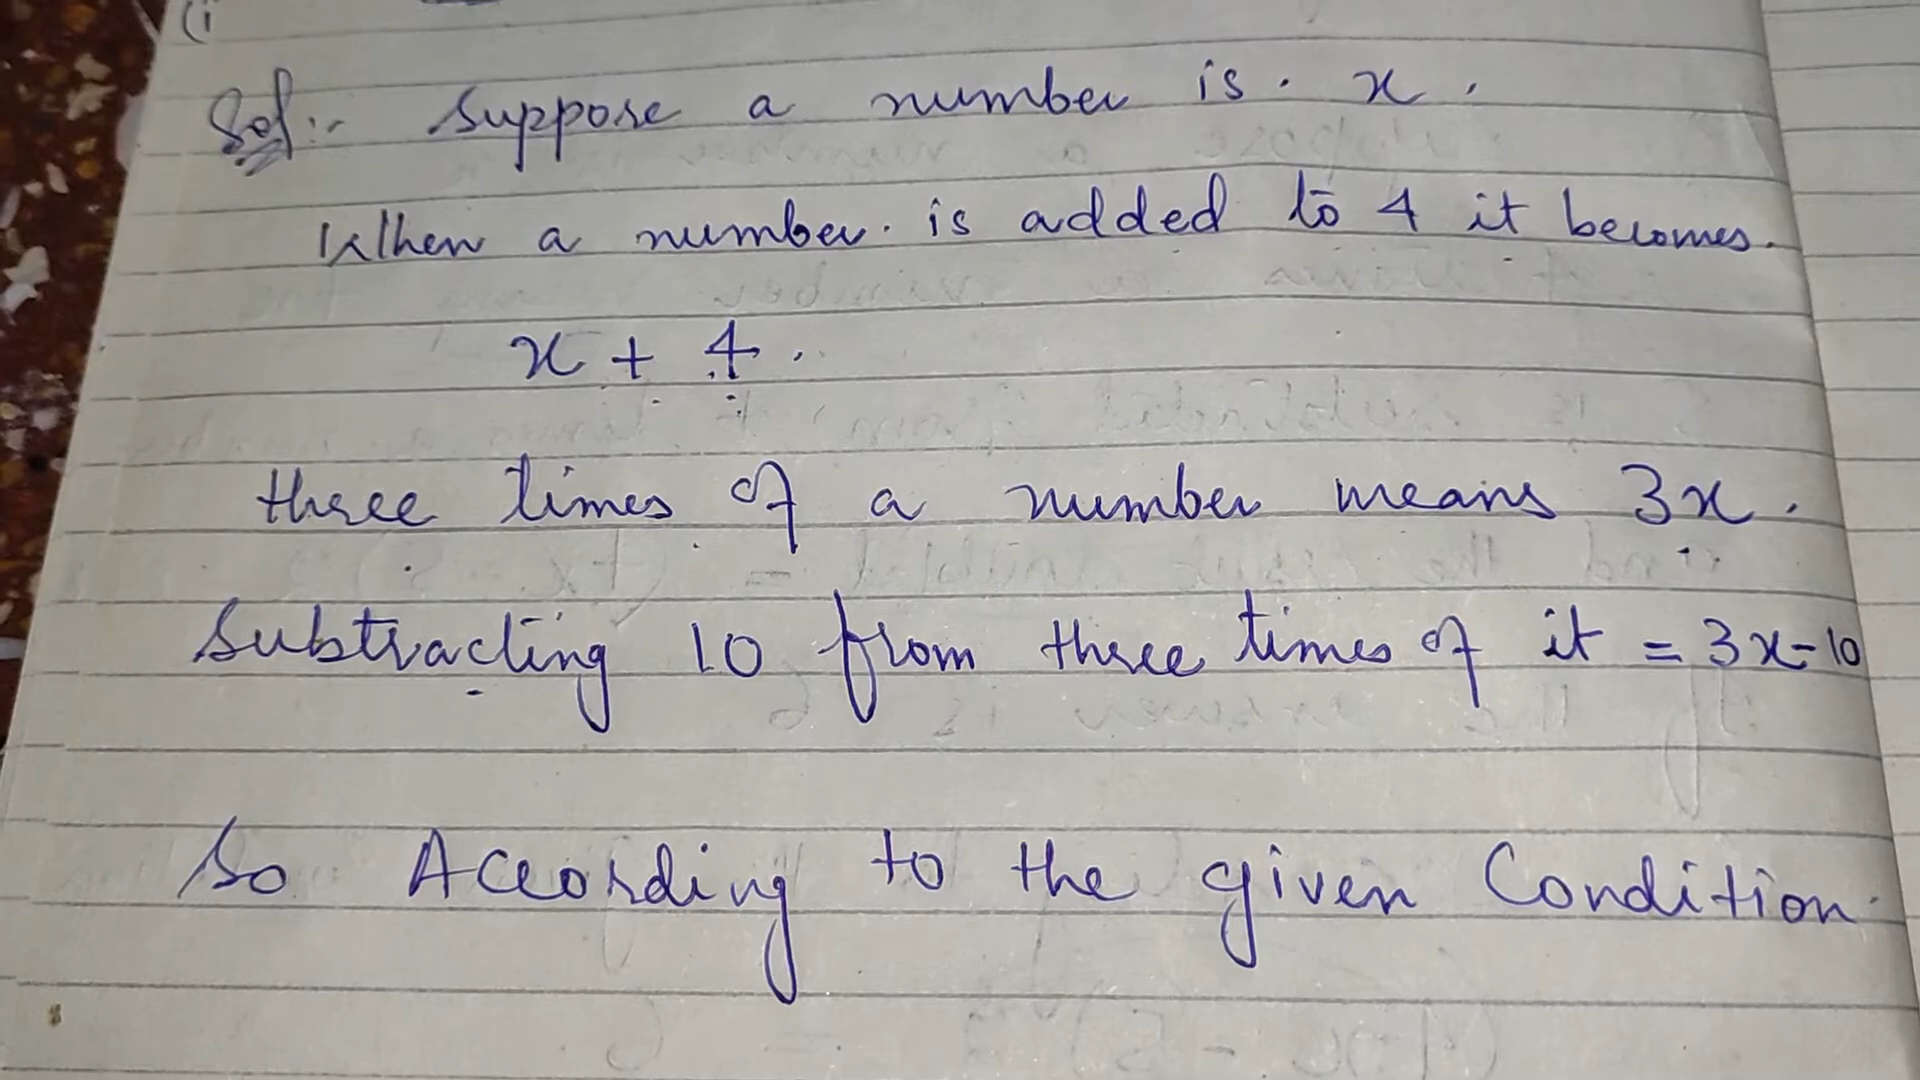 (i
Sol:- Suppose a number is. x.
When a number. is added to 4 it becomes.
x + 4.
three times of a number means 3x.
Subtracting 10 from three times of it = 3x-10
So According to the given Condition.